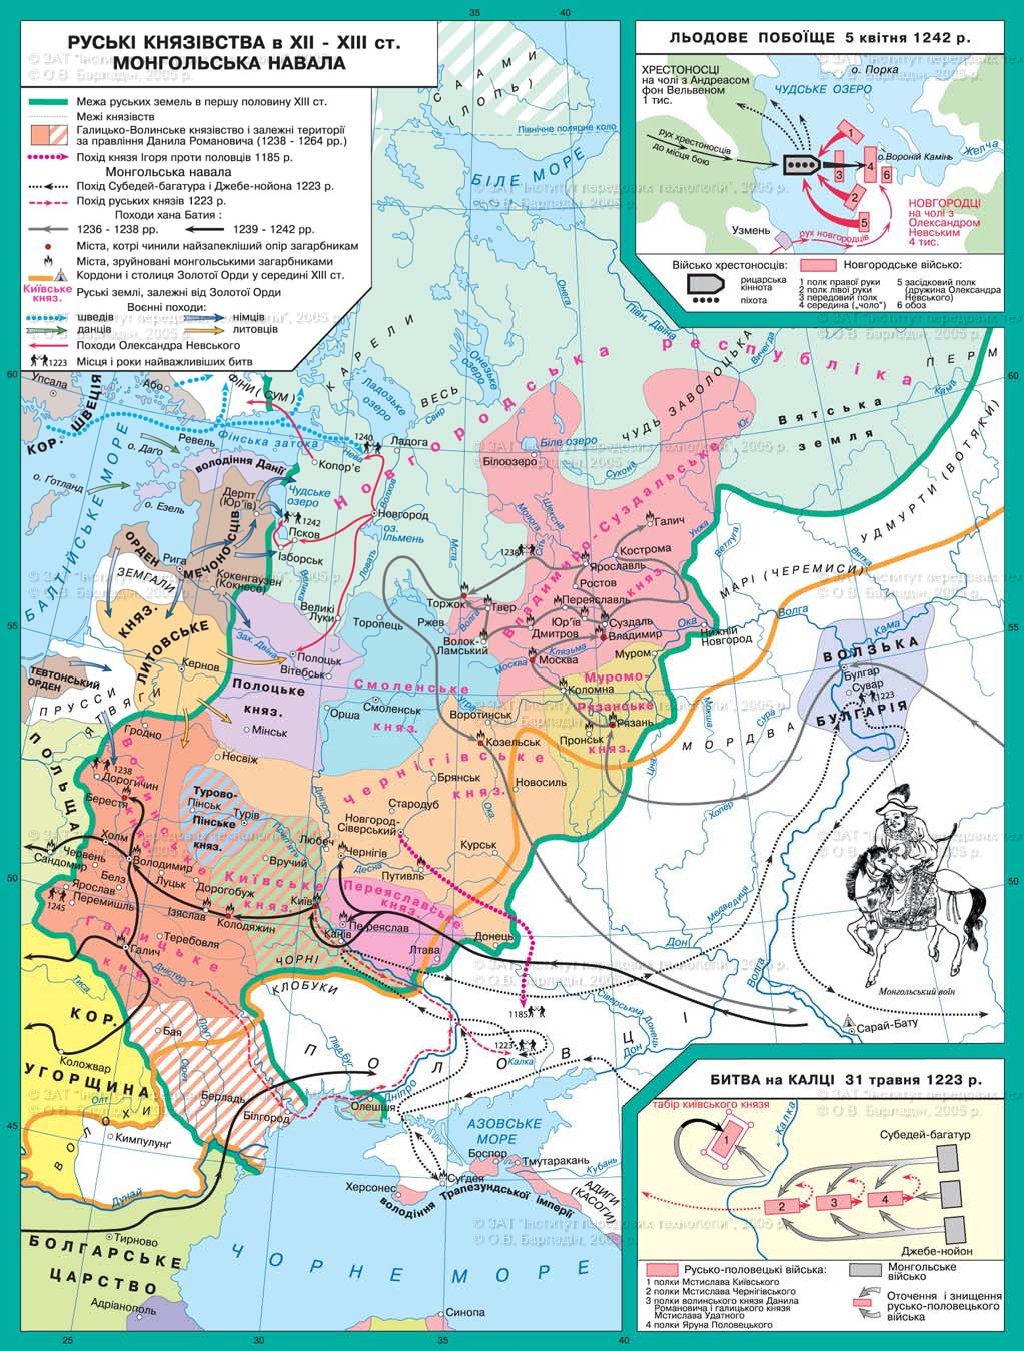 РУСЬКІ КНЯЗІВСТВА в XII - XIII ст.
МОНГОЛЬСЬКА НАВАЛА
Межа руських земель в першу половину XIII ст.
Межі князівств
Галицько-Волинське князівство і залежні території
за правління Данила Романовича (1238 - 1264 рр.)
Похід князя Ігоря проти половців 1185 р.
Монгольська навала
Похід Субедей-багатура і Джебе-нойона 1223 р.
Похід руських князів 1223 р.
Походи хана Батия :
1236 - 1238 рр.
1239 - 1242 рр.
Міста, котрі чинили найзапекліший опір загарбникам
Міста, зруйновані монгольськими загарбниками
Кордони і столиця Золотої Орди у середині XIII ст.
Київське
княз.
Руські землі, залежні від Золотої Орди
Воєнні походи:
шведів
німців
данців
литовців
Походи Олександра Невського
1223
Місця і роки найважливіших битв
ЛЬОДОВЕ ПОБОЇЩЕ 5 квітня 1242 р.
ХРЕСТОНОСЦІ
на чолі з Андреасом
фон Вельвеном
1 тис.
о. Порка
ЧУДСЬКЕ ОЗЕРО
рух хрестоносців
до місця бою
о.Вороній Камінь
Желча
1
2
3
4
5
6
Узмень
рух новгородців
НОВГОРОДЦІ
на чолі з
Олександром
Невським
4 тис.
Військо хрестоносців:
рицарська
кіннота
піхота
Новгородське військо:
1 полк правої руки
2 полк лівої руки
3 передовий полк
4 середина („чоло")
5 засідковий полк
(дружина Олександра
Невського)
6 обоз
35
40
СААМИ
(ЛОПЬ)
Північне полярне коло
БІЛЕ МОРЕ
Онега
Півн. Двіна
Вичегда
КАРЕЛИ
Онезьке
озеро
Ладозьке
озеро
Свир
ВЕСЬ
Новгородська республіка
ЧУДЬ ЗАВОЛОЦЬКА
ПЕРМ
Кама
Вятська
земля
УДМУРТИ (ВОТЯКИ)
60
60
Упсала
КОР. ШВЕЦІЯ
Або
ФІНИ (СУМ)
Фінська затока
БАЛТІЙСЬКЕ МОРЕ
о. Даго
о. Готланд
о. Езель
Ревель
володіння Данії
Копор'є
1240
Нева
Ладога
Волхов
Новгород
оз.
Ільмень
Ловать
Мста
Чудське
озеро
Дерпт
(Юр'їв)
1242
Псков
Ізборськ
ОРДЕН
МЕЧОНОСЦІВ
Рига
ЗЕМГАЛИ
Кокенгаузен
(Кокнесе)
КНЯЗ.
ЛИТОВСЬКЕ
Кернов
Зах. Двіна
Великі
Луки
Полоцьк
Вітебськ
Полоцьке
княз.
Мінськ
Торопець
Ржев
Смоленське
княз.
Смоленськ
Орша
Білоозеро
Біле озеро
Сухона
Юг
Молога
Шексна
1238
Сить
Галич
Унжа
Кострома
Ярославль
Ростов
Переяславль
Юр'їв
Суздаль
Дмитров
Владимир
Торжок
Твер
Волга
Волок-
Ламський
Клязьма
Москва
Москва
Володимиро-Суздальське
княз.
Ветлуга
МАРІ (ЧЕРЕМИСИ)
Вятка
55
55
Волга
Кама
Ока
Нижній
Новгород
Муром
ВОЛЗЬКА
БУЛГАРІЯ
Булгар
Сувар
1223
Муромо-
Рязанське
княз.
Коломна
Рязань
Пронськ
МОРДВА
Мокша
Сура
Цна
Хопер
Воротинськ
Козельськ
Чернігівське
княз.
Новосиль
Брянськ
Ока
Стародуб
Новгород-
Сіверський
Курськ
Путивль
Чернігів
Десна
Любеч
ТЕВТОНСЬКИЙ
ОРДЕН
ПРУССИ
ЯТВЯГИ
ПОЛЬЩА
Гродно
Несвіж
1238
Дорогичин
Берестя
Волинське княз.
Турово-
Пінське
княз.
Пінськ
Турів
Прип'ять
Дніпро
Вручий
Київське
княз.
Київ
Дорогобуж
Колодяжин
Ізяслав
Холм
Червень
Сандомир
Володимир
Белз
Луцьк
Ярослав
Перемишль
1245
Теребовля
Галич
Галицьке
княз.
Дністер
Переяславське
княз.
Переяслав
Канів
Лтава
Донець
ЧОРНІ
КЛОБУКИ
50
50
Медведиця
Дон
Сіверський Донець
Волга
Монгольський воїн
Сарай-Бату
ПОЛОВЦІ
1185
1223
Калка
Дон
Тиса
КОР.
УГОРЩИНА
Коложвар
Олт
ВОЛОХИ
Кимпулунг
Бая
Прут
Серет
Берладь
Білгород
Півд. Буг
Олешшя
Дніпро
45
Дунай
АЗОВСЬКЕ
МОРЕ
Боспор
Тмутаракань
Кубань
Сугдея
Херсонес
володіння Трапезундської імперії
АДИГИ
(КАСОГИ)
Тирново
БОЛГАРСЬКЕ
ЦАРСТВО
Адріанополь
ЧОРНЕ МОРЕ
Синопа
25
30
35
40
БИТВА на КАЛЦІ 31 травня 1223 р.
табір київського князя
Калка
Субедей-багатур
1
2
3
4
Джебе-нойон
Русько-половецькі війська:
1 полки Мстислава Київського
2 полки Мстислава Чернігівського
3 полки волинського князя Данила
Романовича і галицького князя
Мстислава Удатного
4 полки Яруна Половецького
Монгольське
військо
Оточення і знищення
русько-половецького
війська
© ЗАТ "Інститут передових технологій", 2005 р.
© О.В. Барладін, 2005 р.